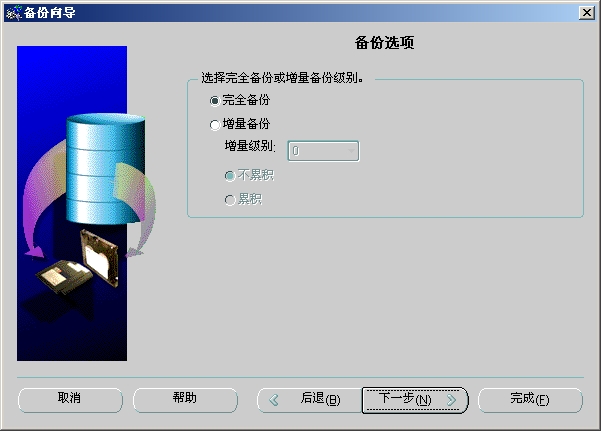 备份向导
备份选项
选择完全备份或增量备份级别。
完全备份
增量备份
增量级别:
0
不累积
累积
取消
帮助
后退(B)
下一步(N)
完成(F)